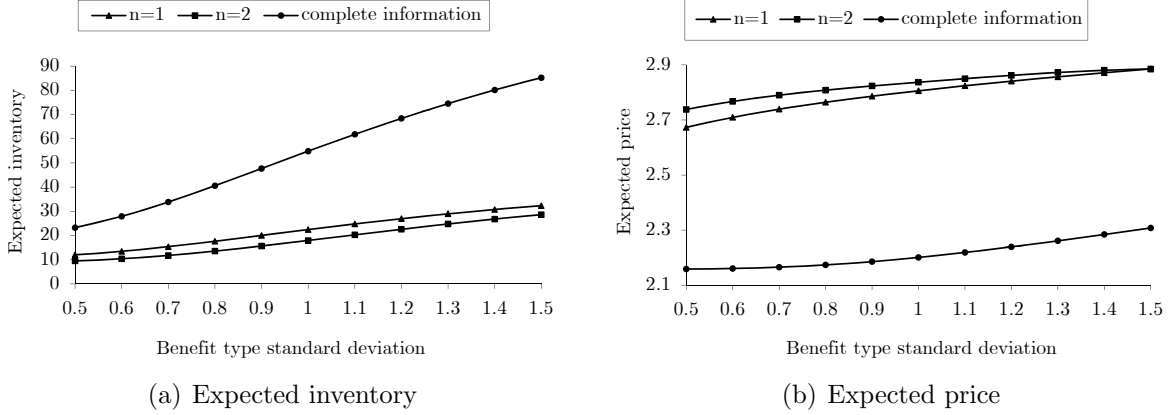 n=1 n=2 complete information
90
80
70
60
50
40
30
20
10
0
Expected inventory
0.5 0.6 0.7 0.8 0.9 1 1.1 1.2 1.3 1.4 1.5
Benefit type standard deviation
(a) Expected inventory
n=1 n=2 complete information
2.9
2.7
2.5
2.3
2.1
Expected price
0.5 0.6 0.7 0.8 0.9 1 1.1 1.2 1.3 1.4 1.5
Benefit type standard deviation
(b) Expected price